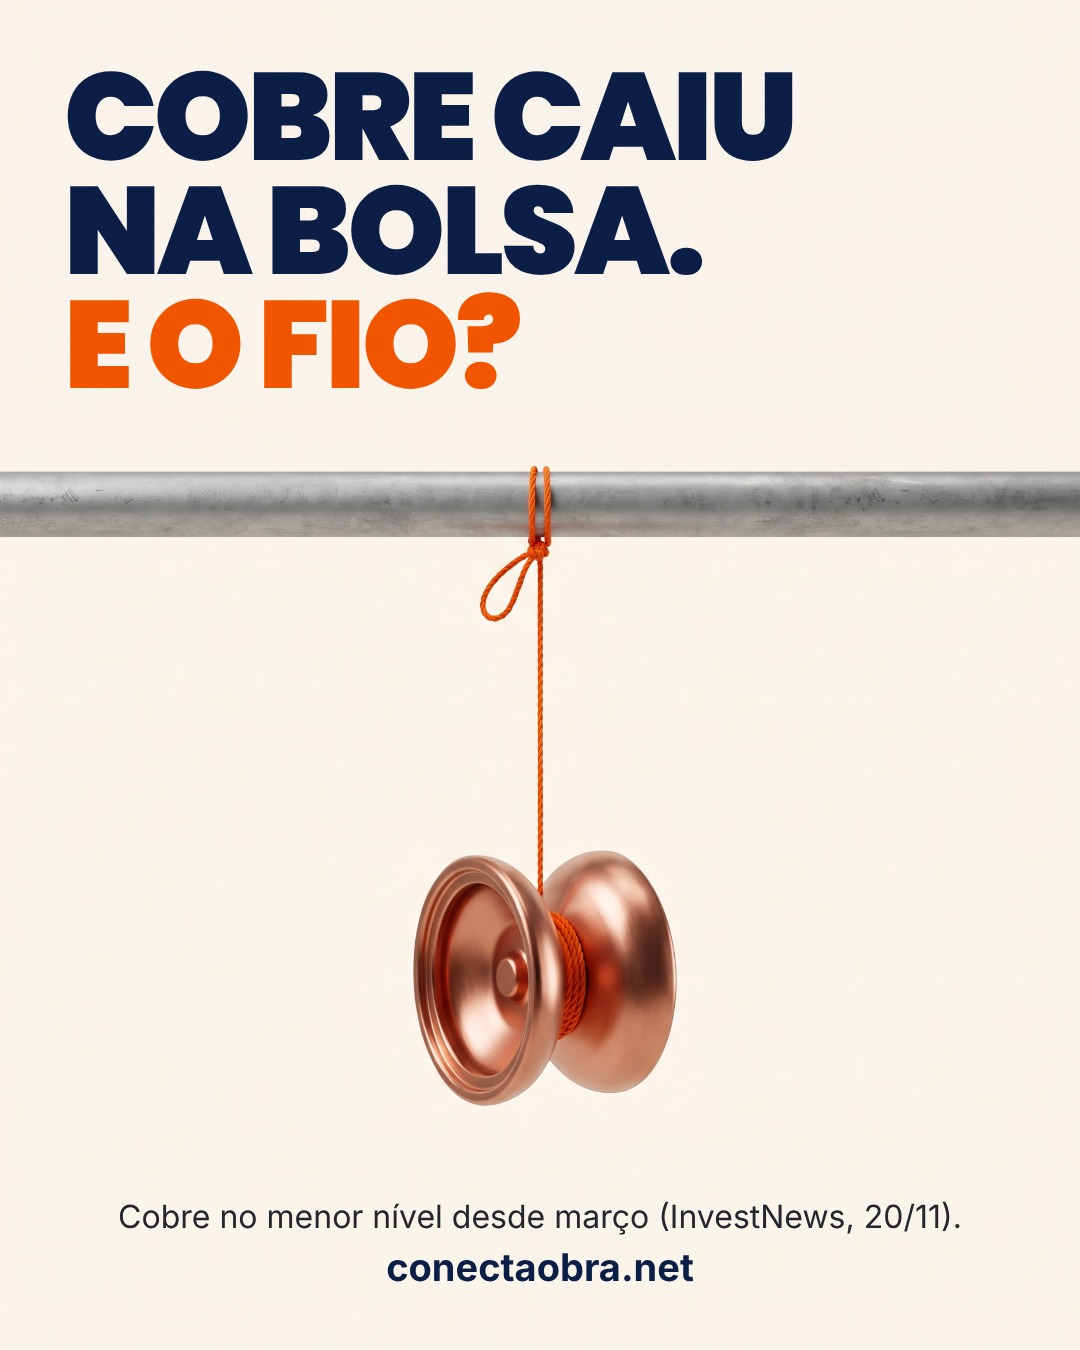 COBRE CAIU
NA BOLSA.
E O FIO?
Cobre no menor nível desde março (InvestNews, 20/11).
conectaobra.net